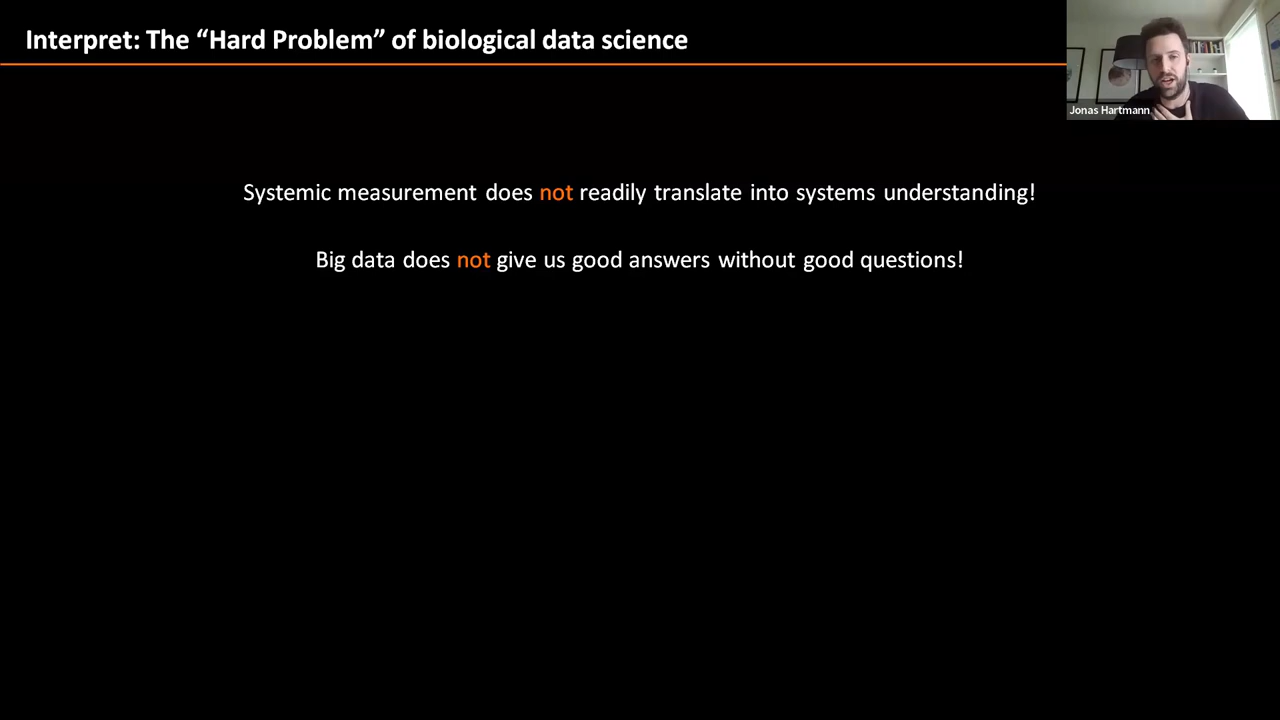 Interpret: The “Hard Problem” of biological data science
Jonas Hartmann
Systemic measurement does not readily translate into systems understanding!
Big data does not give us good answers without good questions!